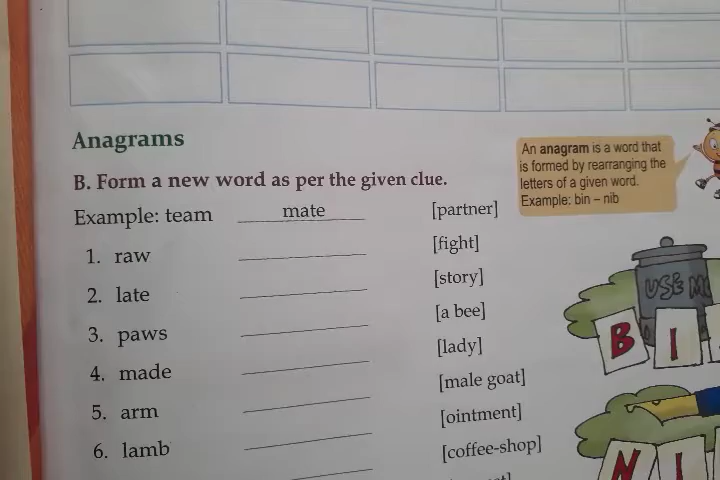 Anagrams
An anagram is a word that
is formed by rearranging the
letters of a given word.
Example: bin – nib
B. Form a new word as per the given clue.
Example: team mate [partner]
1. raw [fight]
2. late [story]
3. paws [a bee]
4. made [lady]
5. arm [male goat]
6. lamb [ointment]
[coffee-shop]
USE
B I
N I